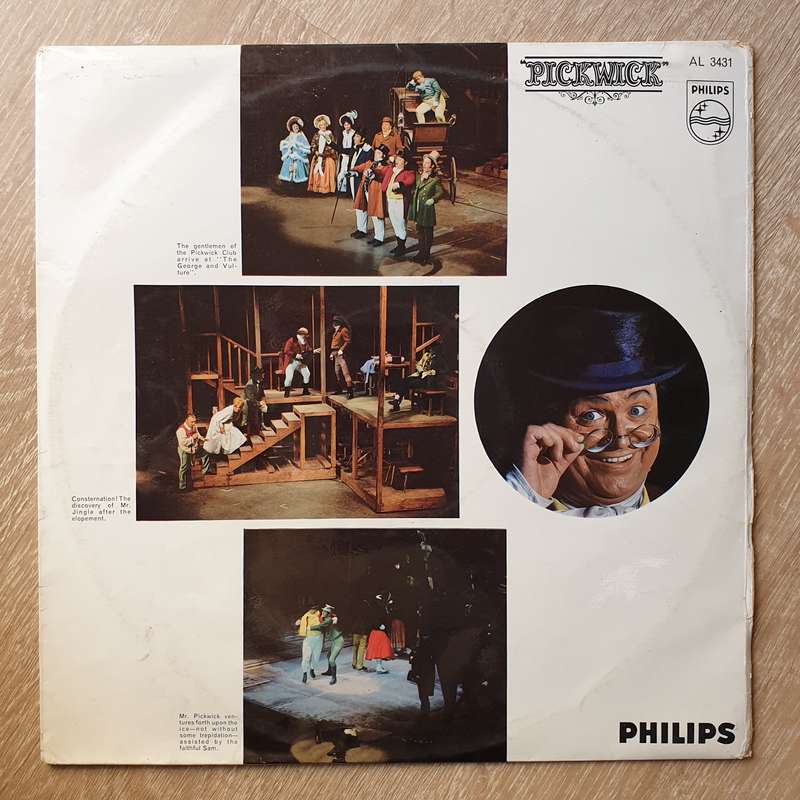 "PICKWICK"
AL 3431
PHILIPS
The gentlemen of
the Pickwick Club
arrive at "The
George and Vul-
ture".
Consternation! The
discovery of Mr.
Jingle after the
elopement.
Mr. Pickwick ven-
tures forth upon the
ice—not without
some trepidation—
assisted by the
faithful Sam.
PHILIPS